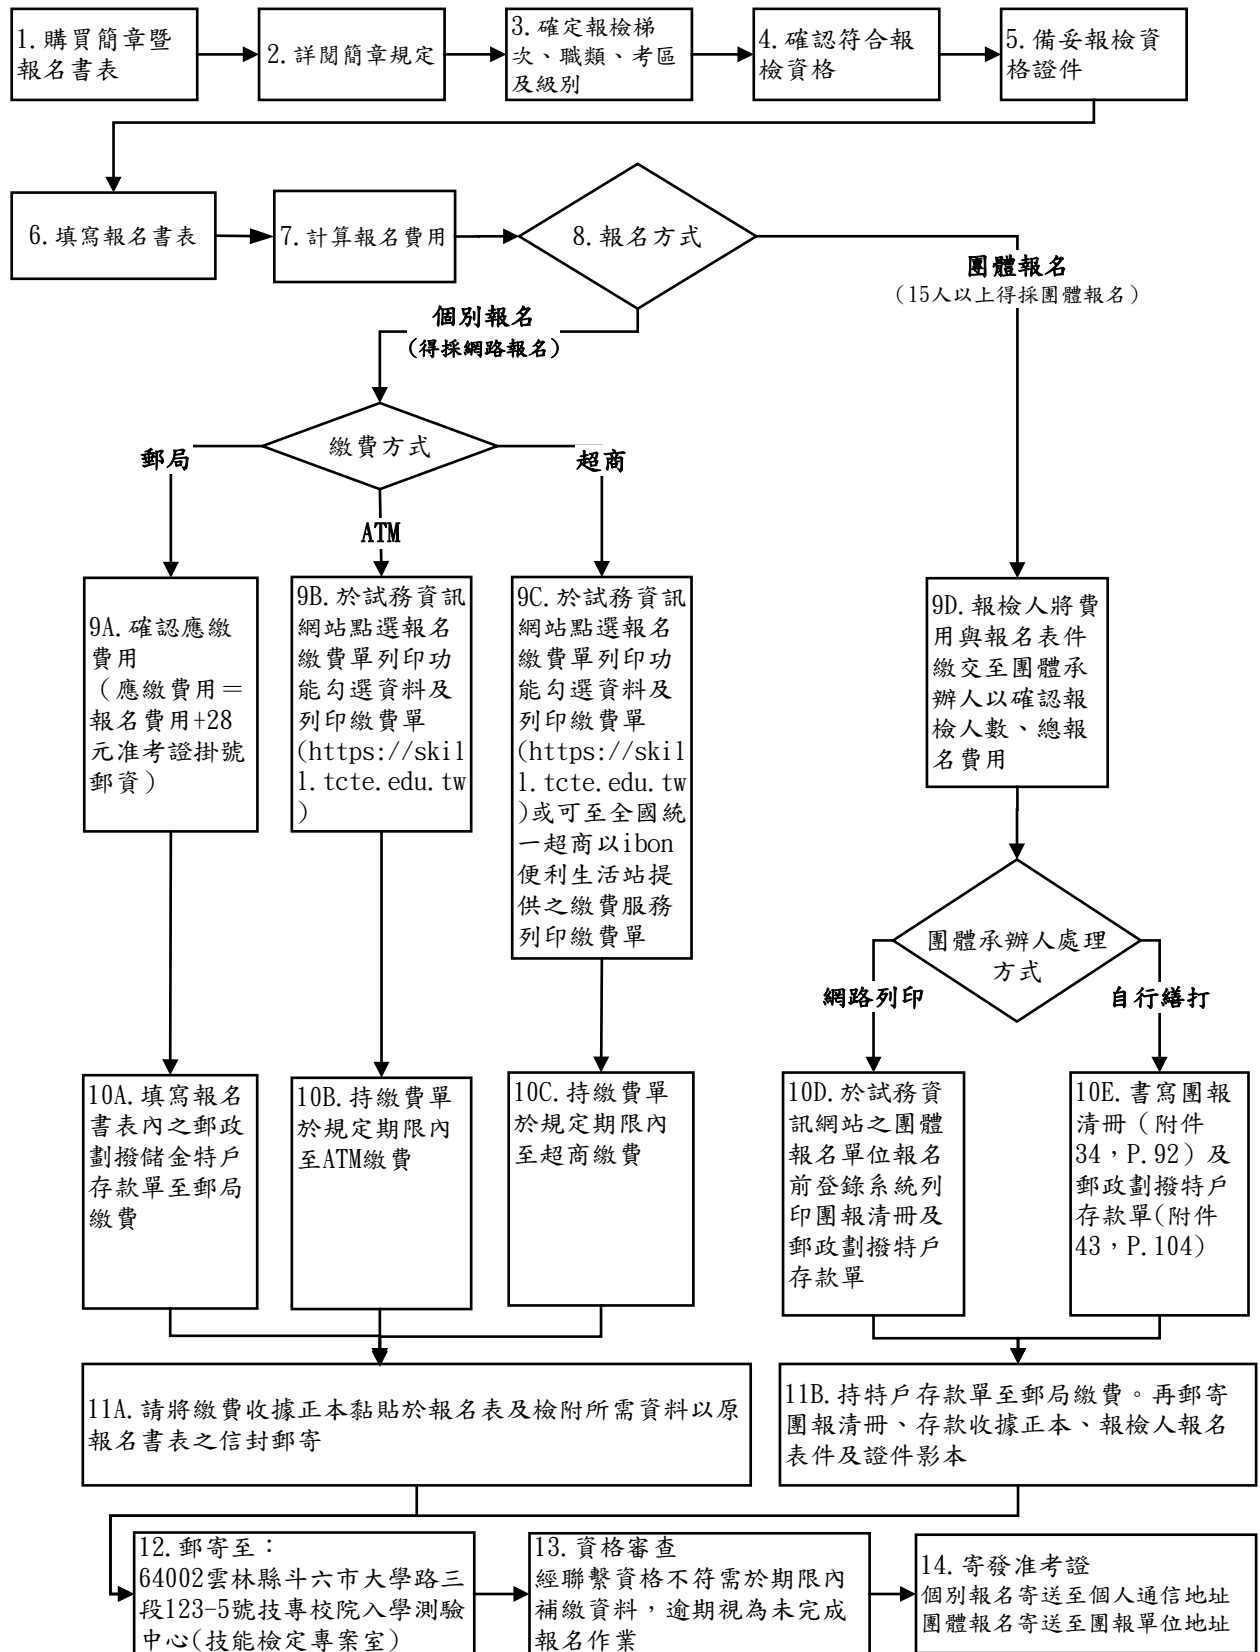 1.購買簡章暨
報名書表
2.詳閱簡章規定
3.確定報檢梯
次、職類、考區
及級別
4.確認符合報
檢資格
5.備妥報檢資
格證件
6.填寫報名書表
7.計算報名費用
8.報名方式
團體報名
（15人以上得採團體報名）
個別報名
(得採網路報名)
繳費方式
郵局
ATM
超商
9A.確認應繳
費用
（應繳費用＝
報名費用+28
元准考證掛號
郵資）
9B.於試務資訊
網站點選報名
繳費單列印功
能勾選資料及
列印繳費單
(https://skil
l.tcte.edu.tw
)
9C.於試務資訊
網站點選報名
繳費單列印功
能勾選資料及
列印繳費單
(https://skil
l.tcte.edu.tw
)或可至全國統
一超商以ibon
便利生活站提
供之繳費服務
列印繳費單
9D.報檢人將費
用與報名表件
繳交至團體承
辦人以確認報
檢人數、總報
名費用
團體承辦人處理
方式
網路列印
自行繕打
10A.填寫報名
書表內之郵政
劃撥儲金特戶
存款單至郵局
繳費
10B.持繳費單
於規定期限內
至ATM繳費
10C.持繳費單
於規定期限內
至超商繳費
10D.於試務資
訊網站之團體
報名單位報名
前登錄系統列
印團報清冊及
郵政劃撥特戶
存款單
10E.書寫團報
清冊（附件
34，P.92）及
郵政劃撥特戶
存款單(附件
43，P.104)
11A.請將繳費收據正本黏貼於報名表及檢附所需資料以原
報名書表之信封郵寄
11B.持特戶存款單至郵局繳費。再郵寄
團報清冊、存款收據正本、報檢人報名
表件及證件影本
12.郵寄至：
64002雲林縣斗六市大學路三
段123-5號技專校院入學測驗
中心(技能檢定專案室)
13.資格審查
經聯繫資格不符需於期限內
補繳資料，逾期視為未完成
報名作業
14.寄發准考證
個別報名寄送至個人通信地址
團體報名寄送至團報單位地址